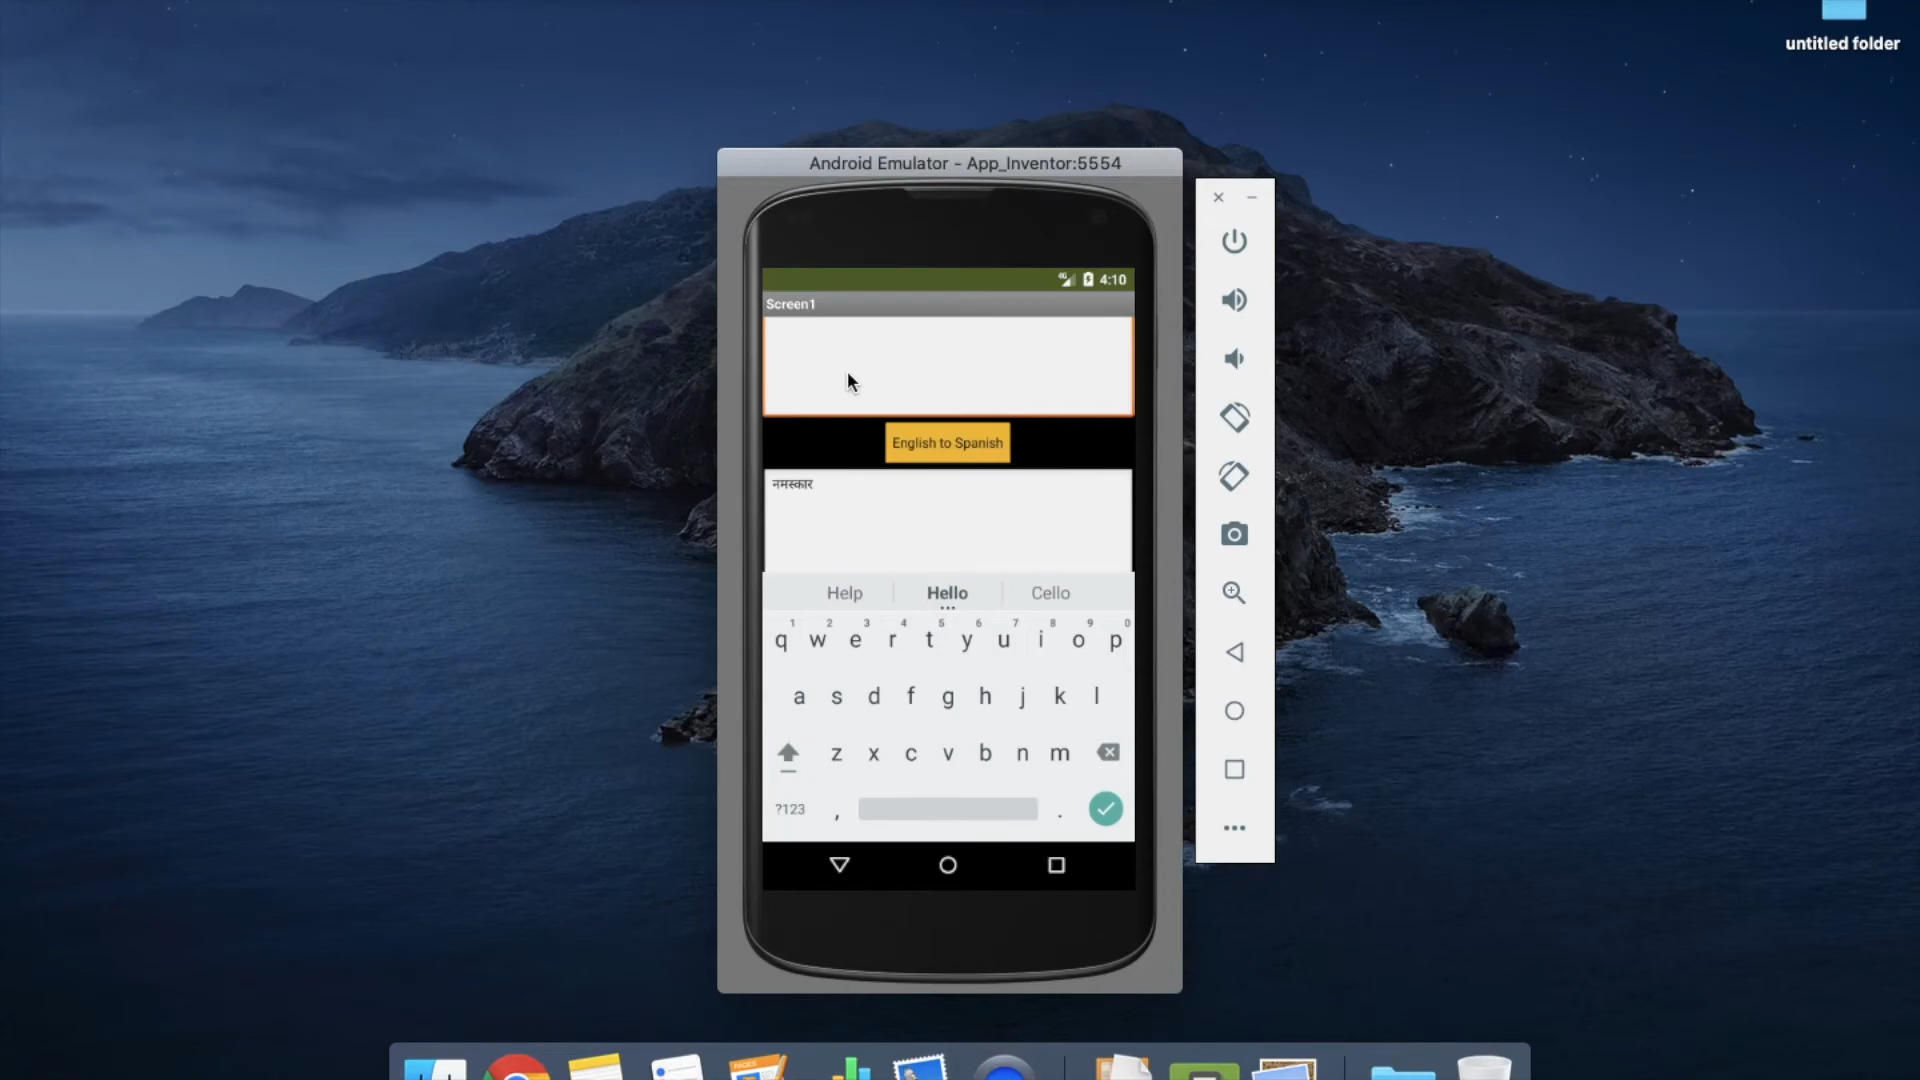 untitled folder
Android Emulator - App_Inventor:5554
4G 4:10
Screen1
English to Spanish
नमस्कार
Help Hello Cello
1 2 3 4 5 6 7 8 9 0
q w e r t y u i o p
a s d f g h j k l
z x c v b n m
?123 , .